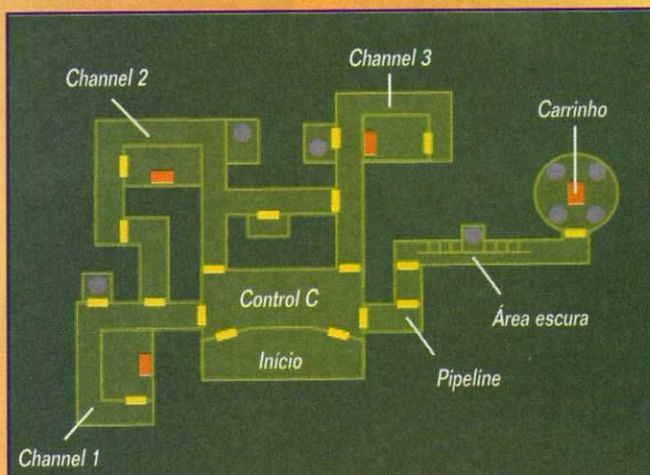 Channel 2
Channel 3
Carrinho
Control C
Área escura
Início
Pipeline
Channel 1